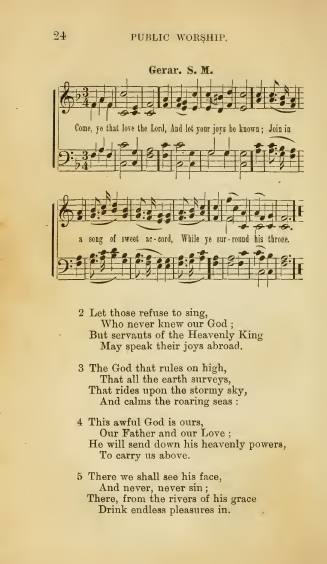 24
PUBLIC WORSHIP.
Gerar. S. M.
Come, ye that love the Lord, And let your joys be known; Join in
a song of sweet ac-cord, While ye sur-round his throne.
2 Let those refuse to sing,
Who never knew our God;
But servants of the Heavenly King
May speak their joys abroad.
3 The God that rules on high,
That all the earth surveys,
That rides upon the stormy sky,
And calms the roaring seas:
4 This awful God is ours,
Our Father and our Love;
He will send down his heavenly powers,
To carry us above.
5 There we shall see his face,
And never, never sin;
There, from the rivers of his grace
Drink endless pleasures in.